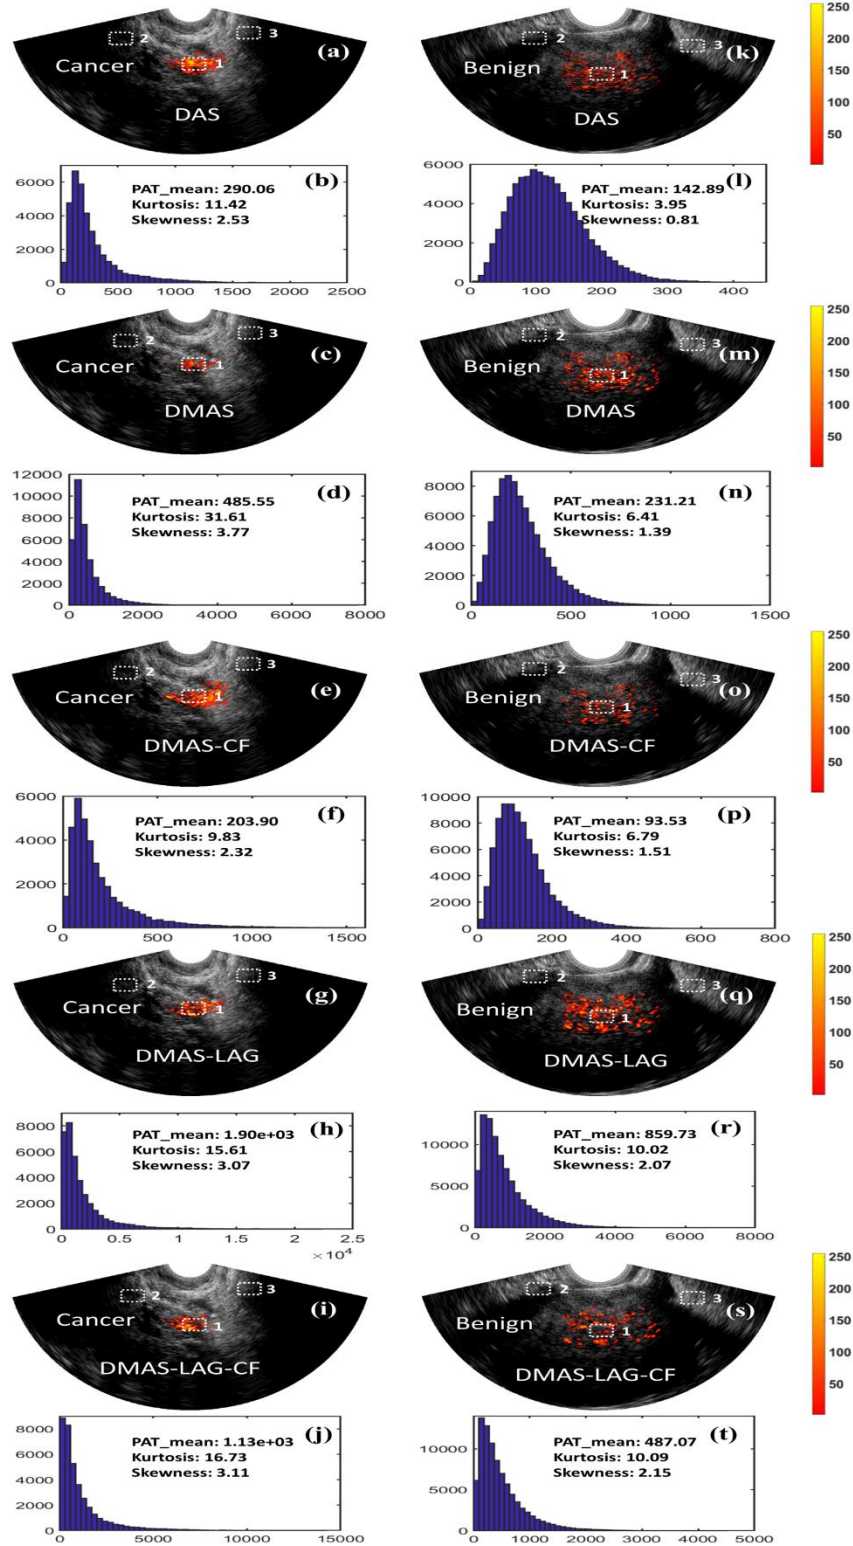 2 3 (a)
1
Cancer
DAS
2 3 (k)
1
Benign
DAS
250
200
150
100
50
6000
4000
2000
0
PAT_mean: 290.06 (b)
Kurtosis: 11.42
Skewness: 2.53
0 500 1000 1500 2000 2500
6000
4000
2000
0
PAT_mean: 142.89 (l)
Kurtosis: 3.95
Skewness: 0.81
100 200 300 400
2 3 (c)
1
Cancer
DMAS
2 3 (m)
1
Benign
DMAS
250
200
150
100
50
12000
10000
8000
6000
4000
2000
0
PAT_mean: 485.55 (d)
Kurtosis: 31.61
Skewness: 3.77
0 2000 4000 6000 8000
8000
6000
4000
2000
0
PAT_mean: 231.21 (n)
Kurtosis: 6.41
Skewness: 1.39
0 500 1000 1500
2 3 (e)
1
Cancer
DMAS-CF
2 3 (o)
1
Benign
DMAS-CF
250
200
150
100
50
6000
4000
2000
0
PAT_mean: 203.90 (f)
Kurtosis: 9.83
Skewness: 2.32
0 500 1000 1500
10000
8000
6000
4000
2000
0
PAT_mean: 93.53 (p)
Kurtosis: 6.79
Skewness: 1.51
0 200 400 600 800
2 3 (g)
1
Cancer
DMAS-LAG
2 3 (q)
1
Benign
DMAS-LAG
250
200
150
100
50
8000
6000
4000
2000
0
PAT_mean: 1.90e+03 (h)
Kurtosis: 15.61
Skewness: 3.07
0 0.5 1 1.5 2 2.5
×10⁴
10000
5000
0
PAT_mean: 859.73 (r)
Kurtosis: 10.02
Skewness: 2.07
0 2000 4000 6000 8000
2 3 (i)
1
Cancer
DMAS-LAG-CF
2 3 (s)
1
Benign
DMAS-LAG-CF
250
200
150
100
50
8000
6000
4000
2000
0
PAT_mean: 1.13e+03 (j)
Kurtosis: 16.73
Skewness: 3.11
0 5000 10000 15000
10000
5000
0
PAT_mean: 487.07 (t)
Kurtosis: 10.09
Skewness: 2.15
0 1000 2000 3000 4000 5000